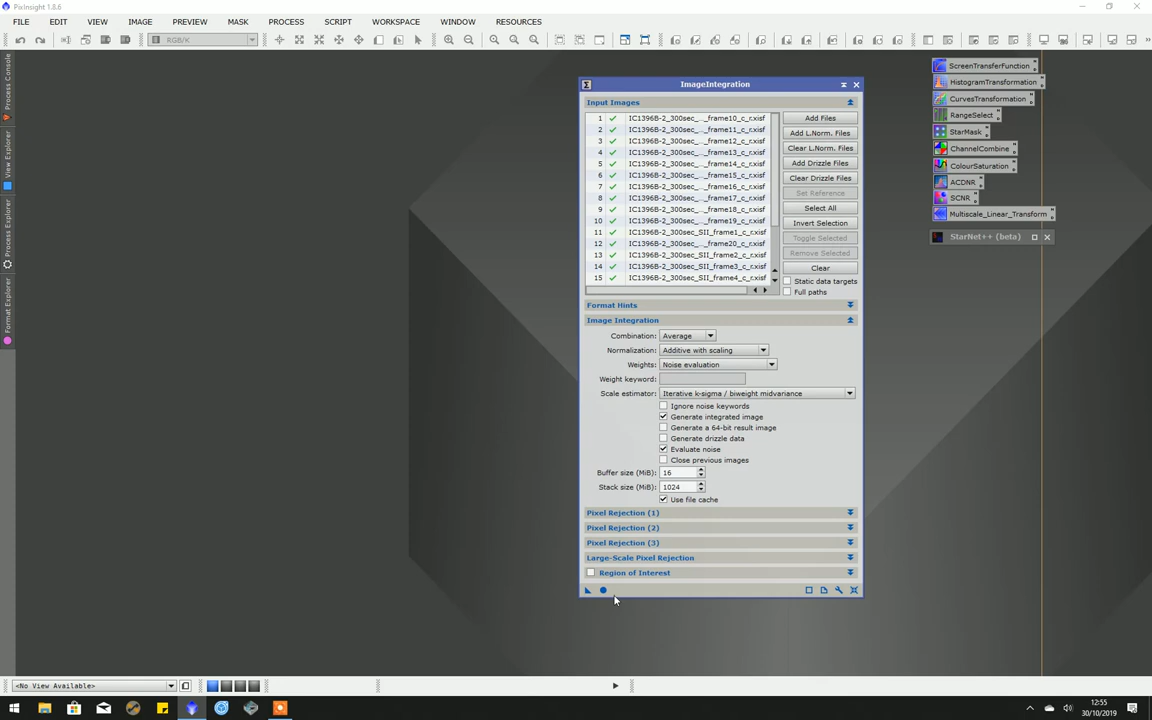 PixInsight 1.8.6
FILE EDIT VIEW IMAGE PREVIEW MASK PROCESS SCRIPT WORKSPACE WINDOW RESOURCES
RGB/K
Process Console
View Explorer
Process Explorer
Format Explorer
ImageIntegration
Input Images
1 IC1396B-2_300sec_..._frame10_c_r.xisf
2 IC1396B-2_300sec_..._frame11_c_r.xisf
3 IC1396B-2_300sec_..._frame12_c_r.xisf
4 IC1396B-2_300sec_..._frame13_c_r.xisf
5 IC1396B-2_300sec_..._frame14_c_r.xisf
6 IC1396B-2_300sec_..._frame15_c_r.xisf
7 IC1396B-2_300sec_..._frame16_c_r.xisf
8 IC1396B-2_300sec_..._frame17_c_r.xisf
9 IC1396B-2_300sec_..._frame18_c_r.xisf
10 IC1396B-2_300sec_..._frame19_c_r.xisf
11 IC1396B-2_300sec_SII_frame1_c_r.xisf
12 IC1396B-2_300sec_..._frame20_c_r.xisf
13 IC1396B-2_300sec_SII_frame2_c_r.xisf
14 IC1396B-2_300sec_SII_frame3_c_r.xisf
15 IC1396B-2_300sec_SII_frame4_c_r.xisf
Add Files
Add L.Norm. Files
Clear L.Norm. Files
Add Drizzle Files
Clear Drizzle Files
Set Reference
Select All
Invert Selection
Toggle Selected
Remove Selected
Clear
Static data targets
Full paths
Format Hints
Image Integration
Combination: Average
Normalization: Additive with scaling
Weights: Noise evaluation
Weight keyword:
Scale estimator: Iterative k-sigma / biweight midvariance
Ignore noise keywords
Generate integrated image
Generate a 64-bit result image
Generate drizzle data
Evaluate noise
Close previous images
Buffer size (MiB): 16
Stack size (MiB): 1024
Use file cache
Pixel Rejection (1)
Pixel Rejection (2)
Pixel Rejection (3)
Large-Scale Pixel Rejection
Region of Interest
ScreenTransferFunction
HistogramTransformation
CurvesTransformation
RangeSelect
StarMask
ChannelCombine
ColourSaturation
ACDNR
SCNR
Multiscale_Linear_Transform
StarNet++ (beta)
<No View Available>
12:55
30/10/2019